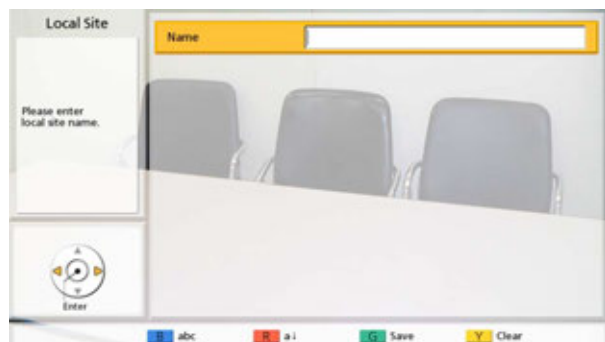 Local Site
Name
Please enter
local site name.
Enter
B abc
R a↓
G Save
Y Clear